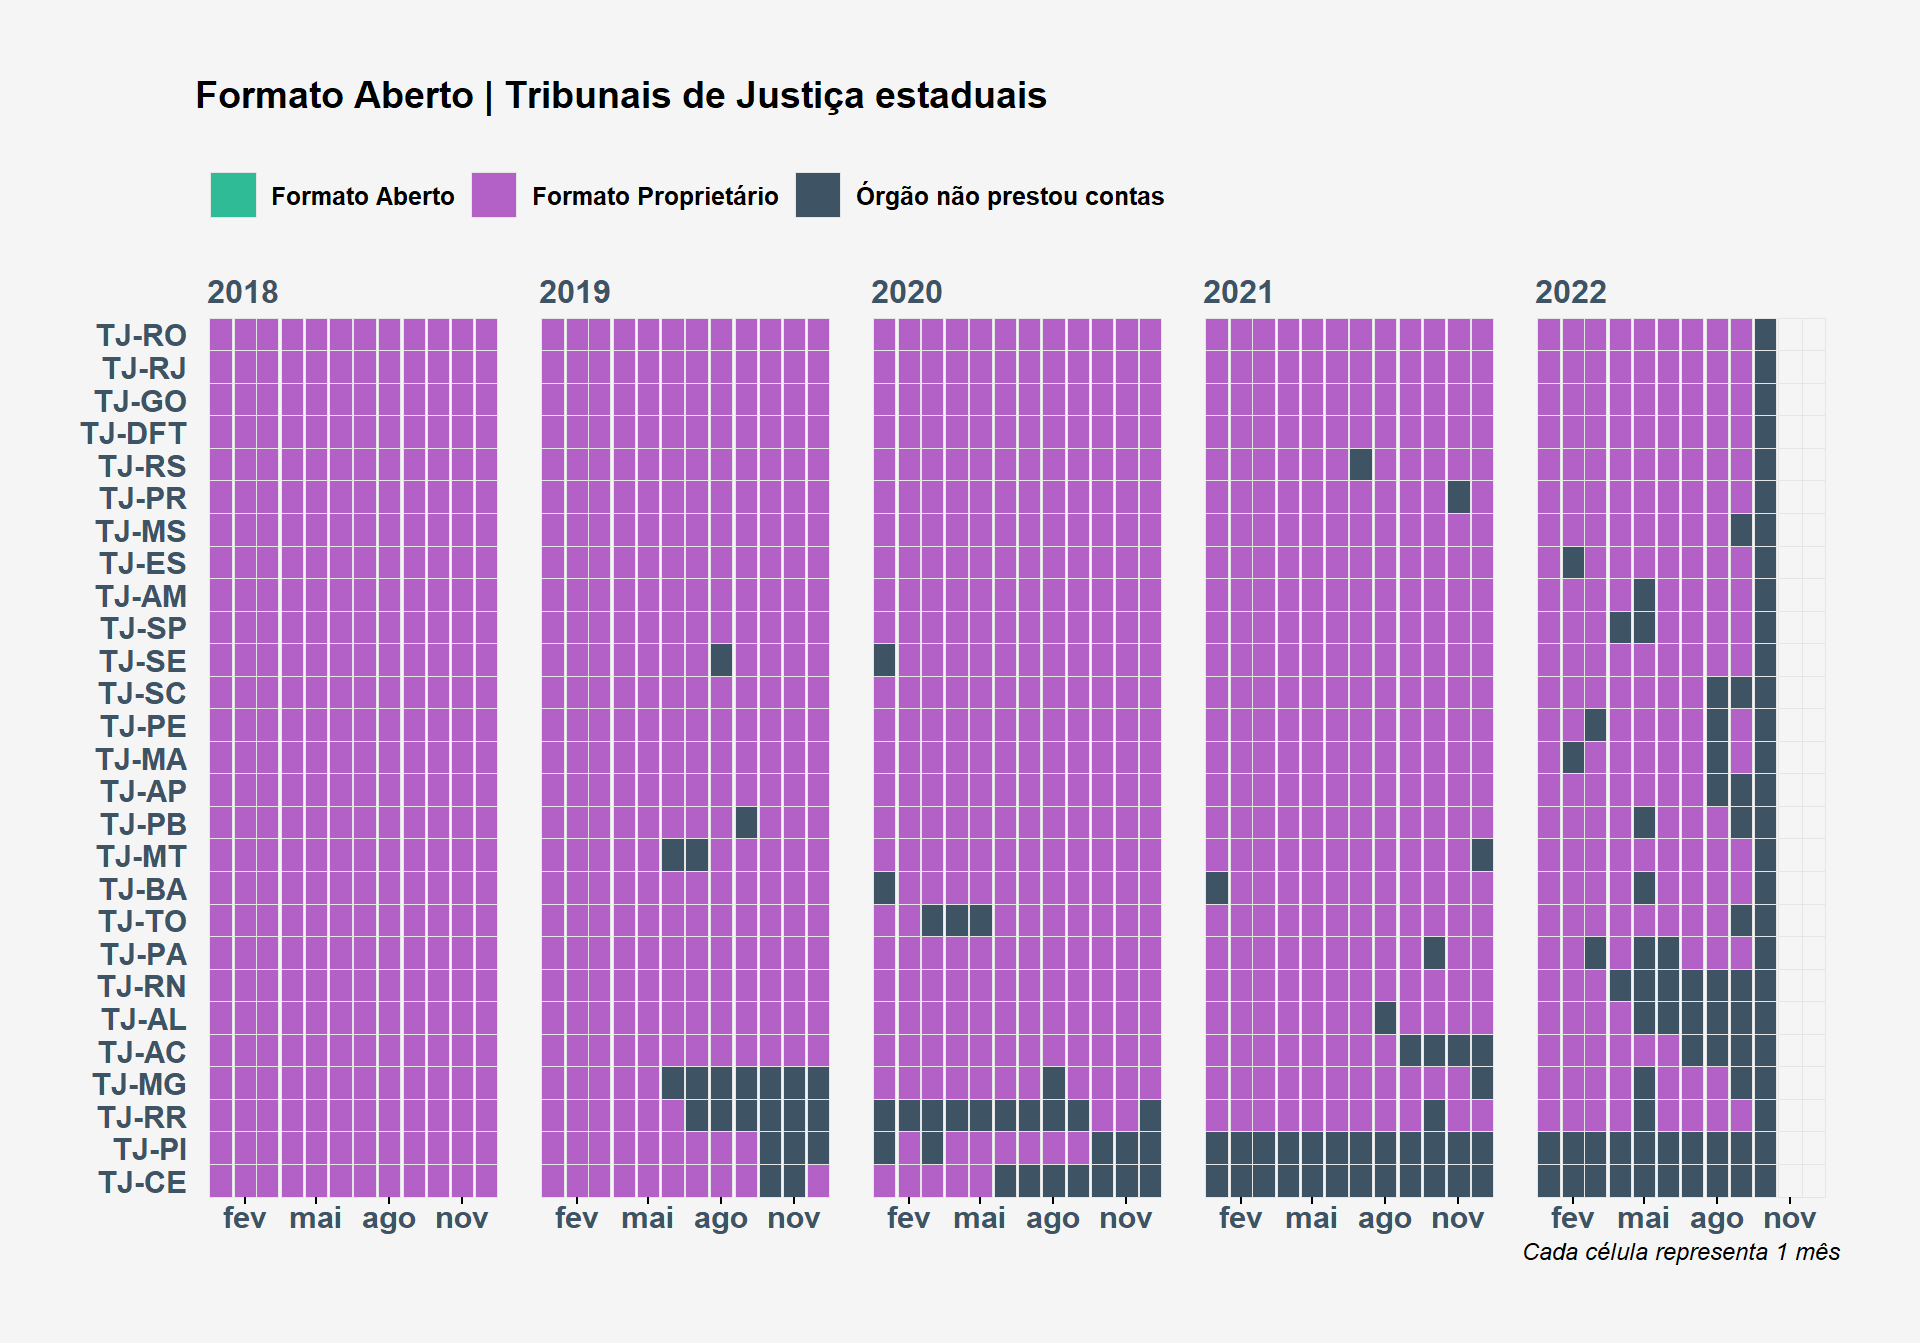 Formato Aberto | Tribunais de Justiça estaduais
Formato Aberto Formato Proprietário Órgão não prestou contas
2018 2019 2020 2021 2022
TJ-RO
TJ-RJ
TJ-GO
TJ-DFT
TJ-RS
TJ-PR
TJ-MS
TJ-ES
TJ-AM
TJ-SP
TJ-SE
TJ-SC
TJ-PE
TJ-MA
TJ-AP
TJ-PB
TJ-MT
TJ-BA
TJ-TO
TJ-PA
TJ-RN
TJ-AL
TJ-AC
TJ-MG
TJ-RR
TJ-PI
TJ-CE
fev mai ago nov fev mai ago nov fev mai ago nov fev mai ago nov fev mai ago nov
Cada célula representa 1 mês